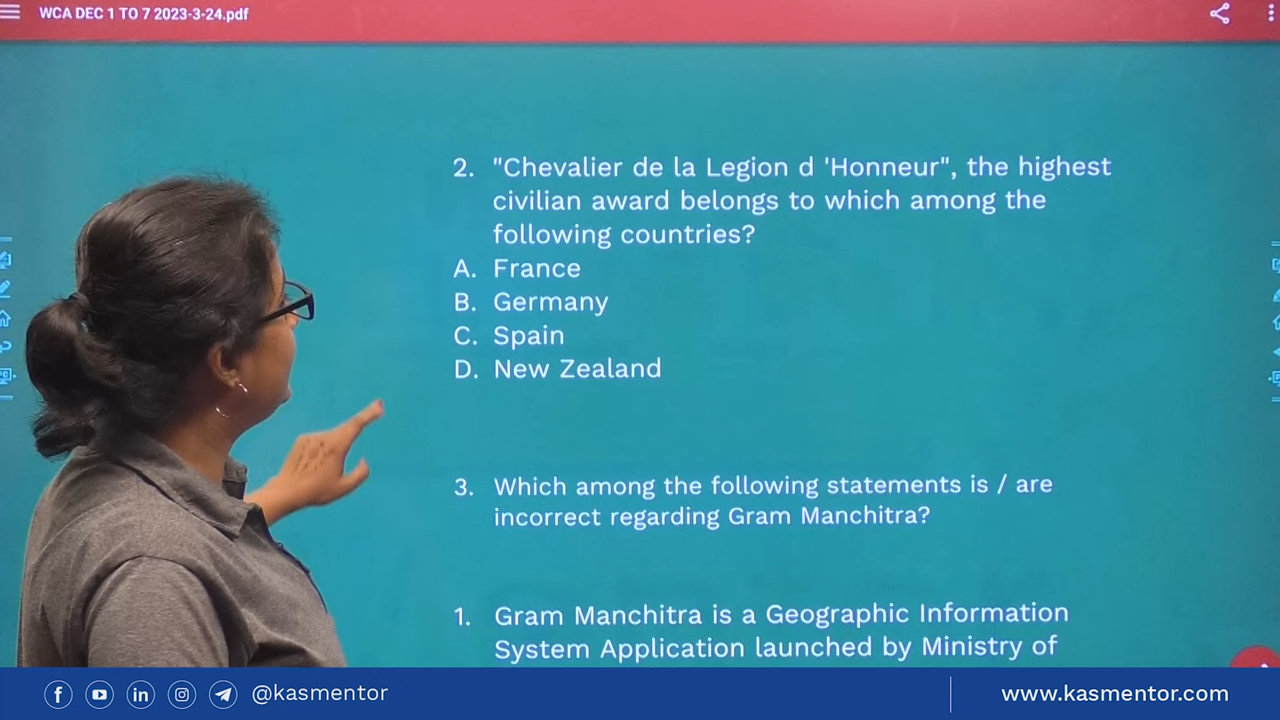 WCA DEC 1 TO 7 2023-3-24.pdf
2. "Chevalier de la Legion d 'Honneur", the highest
civilian award belongs to which among the
following countries?
A. France
B. Germany
C. Spain
D. New Zealand
3. Which among the following statements is / are
incorrect regarding Gram Manchitra?
1. Gram Manchitra is a Geographic Information
System Application launched by Ministry of
@kasmentor
www.kasmentor.com